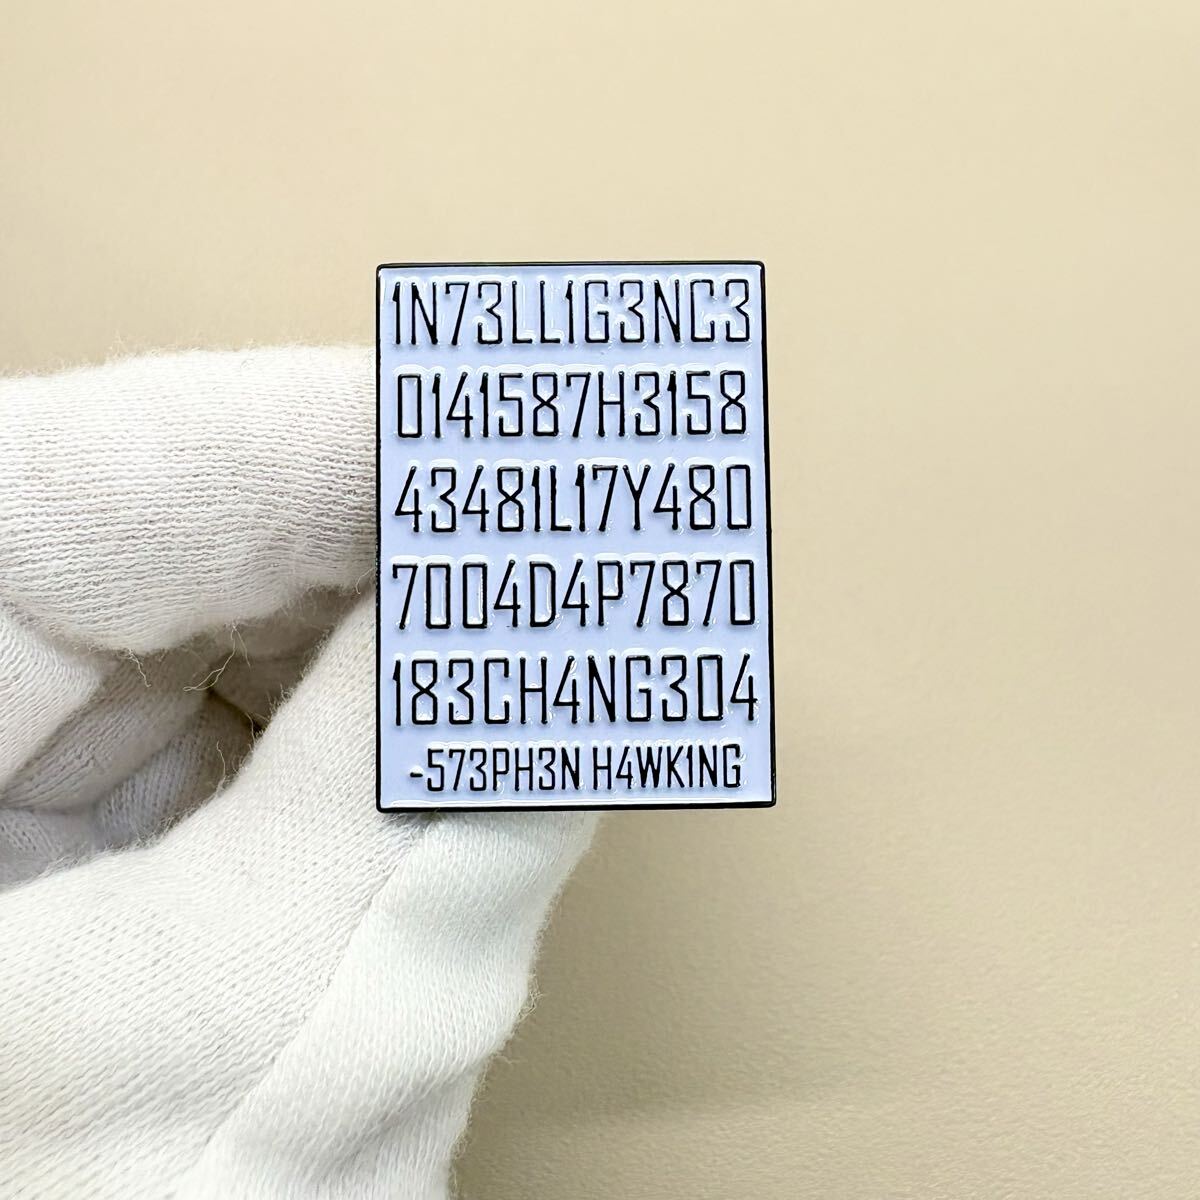 1N73LL1G3NC3
0141587H3158
43481L17Y480
7004D4P7870
183CH4NG304
-573PH3N H4WK1NG